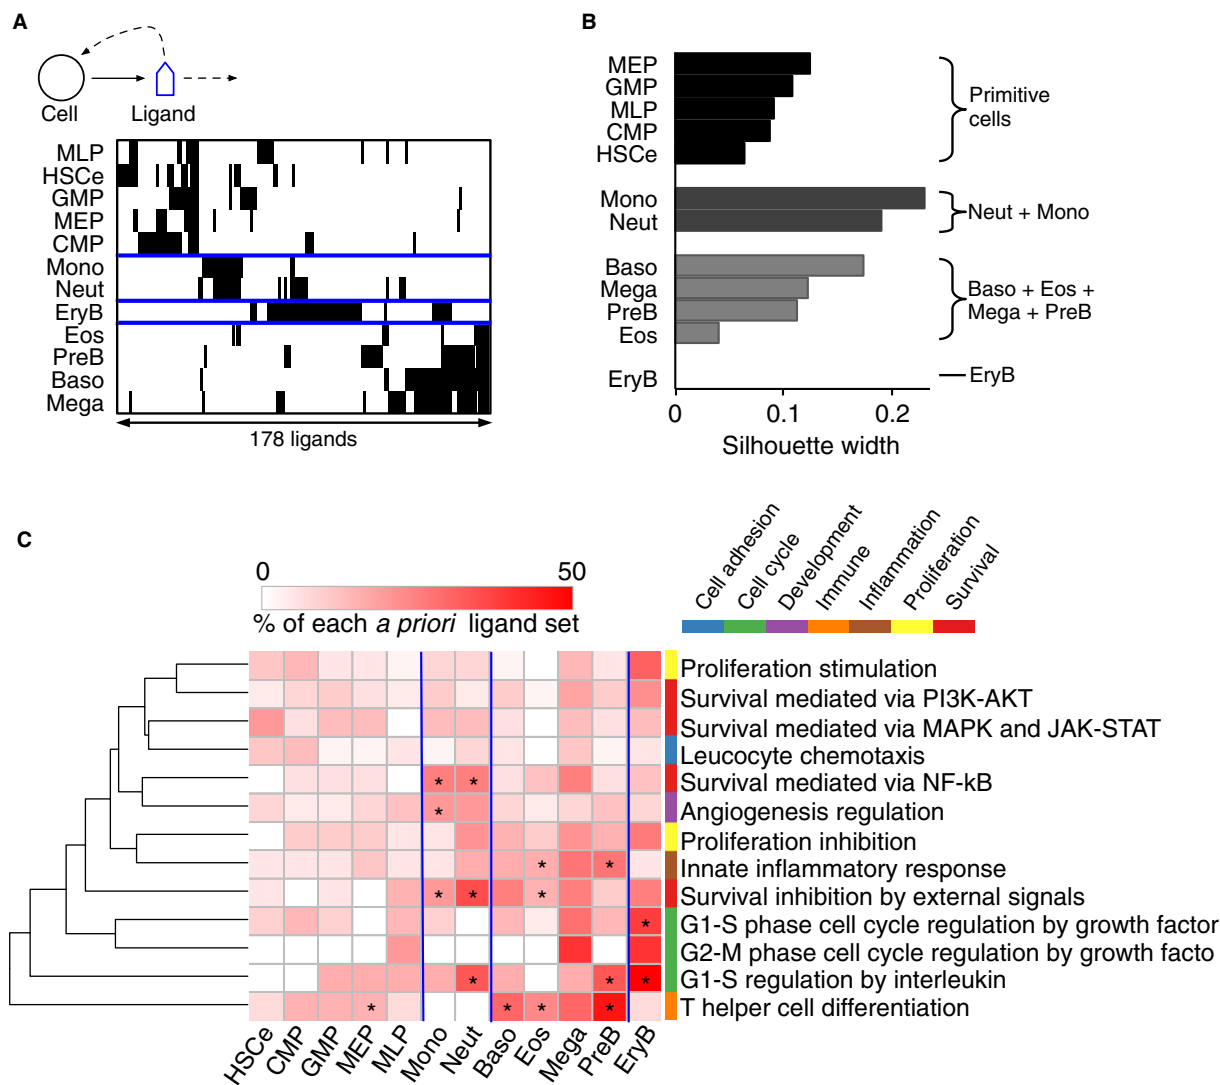 A
Cell
Ligand
MLP
HSCe
GMP
MEP
CMP
Mono
Neut
EryB
Eos
PreB
Baso
Mega
178 ligands
B
MEP
GMP
MLP
CMP
HSCe
Primitive
cells
Mono
Neut
Neut + Mono
Baso
Mega
PreB
Eos
Baso + Eos +
Mega + PreB
EryB
EryB
0 0.1 0.2
Silhouette width
C
0 50
% of each a priori ligand set
Cell adhesion
Cell cycle
Development
Immune
Inflammation
Proliferation
Survival
Proliferation stimulation
Survival mediated via PI3K-AKT
Survival mediated via MAPK and JAK-STAT
Leucocyte chemotaxis
* * Survival mediated via NF-kB
* Angiogenesis regulation
Proliferation inhibition
* * Innate inflammatory response
* * * Survival inhibition by external signals
* G1-S phase cell cycle regulation by growth factor
G2-M phase cell cycle regulation by growth facto
* * * G1-S regulation by interleukin
* * * * T helper cell differentiation
HSCe
CMP
GMP
MEP
MLP
Mono
Neut
Baso
Eos
Mega
PreB
EryB